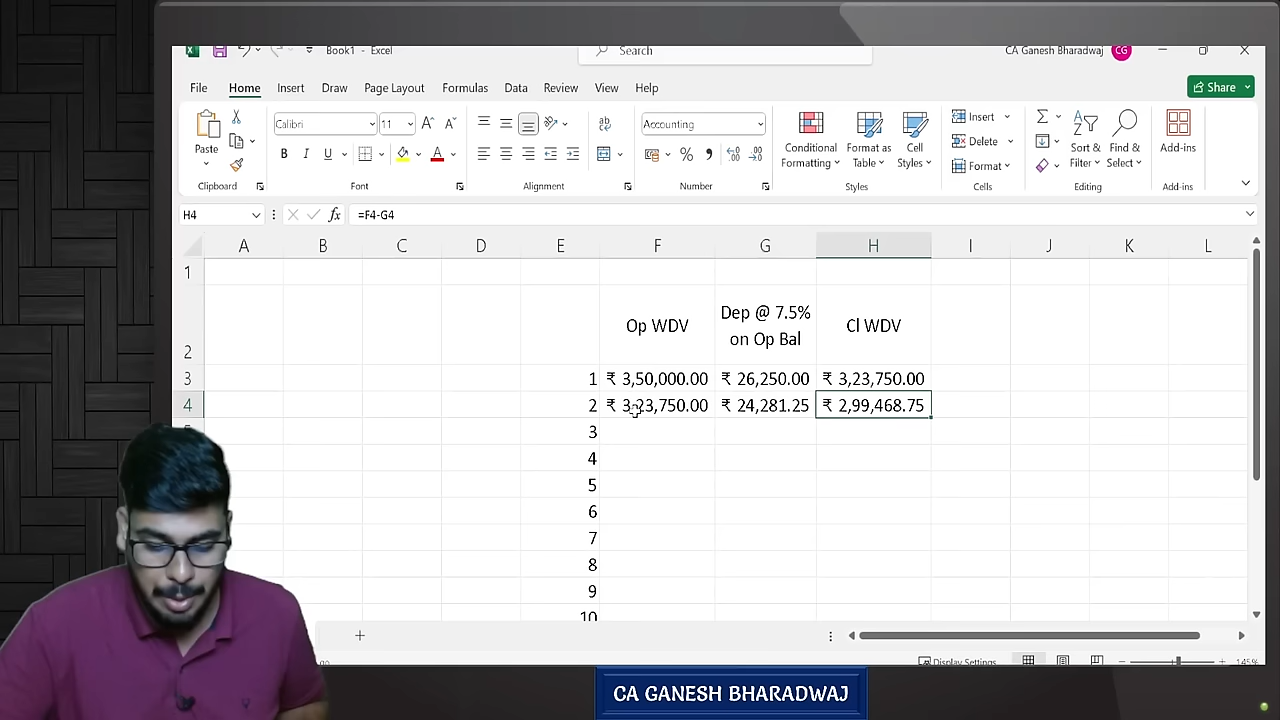 Book1 - Excel
Search
CA Ganesh Bharadwaj
CG
File Home Insert Draw Page Layout Formulas Data Review View Help
Share
Paste
Clipboard
Calibri 11
B I U
Font
Alignment
Accounting
Number
Conditional Formatting
Format as Table
Cell Styles
Styles
Insert
Delete
Format
Cells
Sort & Filter
Find & Select
Editing
Add-ins
Add-ins
H4 fx =F4-G4
A B C D E F G H I J K L
1
2 Op WDV Dep @ 7.5% on Op Bal Cl WDV
3 1 ₹ 3,50,000.00 ₹ 26,250.00 ₹ 3,23,750.00
4 2 ₹ 3,23,750.00 ₹ 24,281.25 ₹ 2,99,468.75
3
4
5
6
7
8
9
10
Display Settings
145%
CA GANESH BHARADWAJ